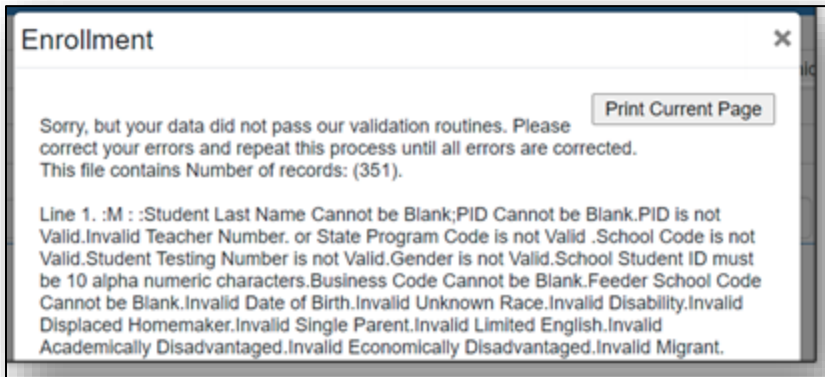 Enrollment
×
Print Current Page
Sorry, but your data did not pass our validation routines. Please
correct your errors and repeat this process until all errors are corrected.
This file contains Number of records: (351).
Line 1. :M : :Student Last Name Cannot be Blank;PID Cannot be Blank.PID is not
Valid.Invalid Teacher Number. or State Program Code is not Valid .School Code is not
Valid.Student Testing Number is not Valid.Gender is not Valid.School Student ID must
be 10 alpha numeric characters.Business Code Cannot be Blank.Feeder School Code
Cannot be Blank.Invalid Date of Birth.Invalid Unknown Race.Invalid Disability.Invalid
Displaced Homemaker.Invalid Single Parent.Invalid Limited English.Invalid
Academically Disadvantaged.Invalid Economically Disadvantaged.Invalid Migrant.